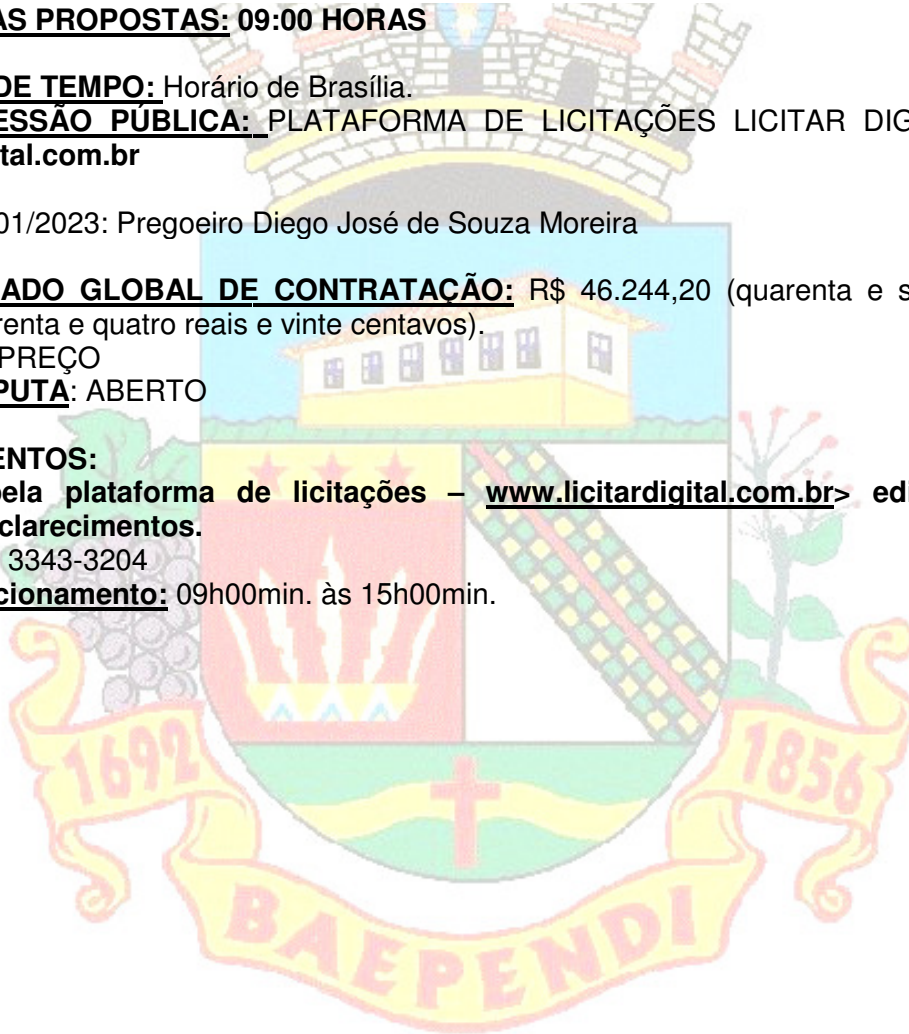 AS PROPOSTAS: 09:00 HORAS
DE TEMPO: Horário de Brasília.
ESSÃO PÚBLICA: PLATAFORMA DE LICITAÇÕES LICITAR DIG
tal.com.br
01/2023: Pregoeiro Diego José de Souza Moreira
ADO GLOBAL DE CONTRATAÇÃO: R$ 46.244,20 (quarenta e s
renta e quatro reais e vinte centavos).
PREÇO
PUTA: ABERTO
ENTOS:
pela plataforma de licitações – www.licitardigital.com.br> edi
clarecimentos.
3343-3204
cionamento: 09h00min. às 15h00min.
1692
1856
BAEPENDI